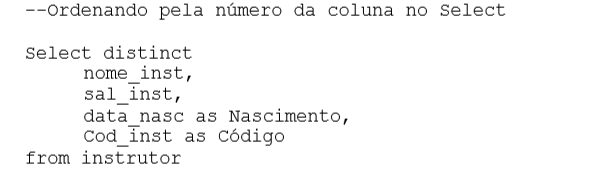 --Ordenando pela número da coluna no Select
Select distinct
nome_inst,
sal_inst,
data_nasc as Nascimento,
Cod_inst as Código
from instrutor